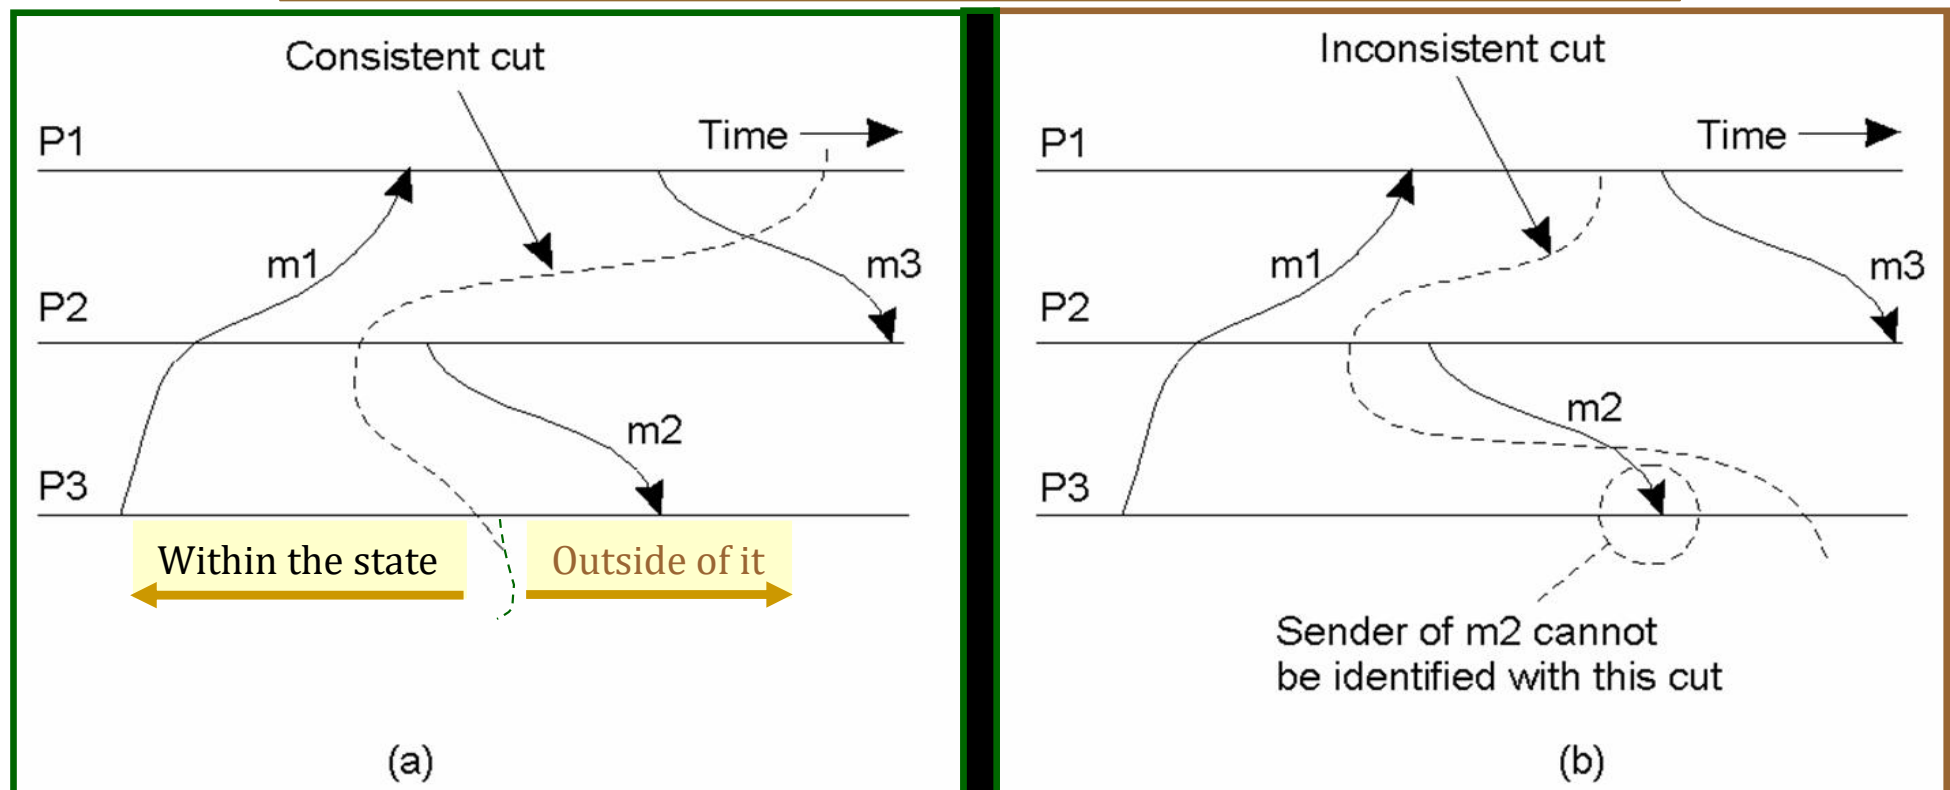 Consistent cut
Time
P1
m1
m3
P2
m2
P3
Within the state
Outside of it
(a)
Inconsistent cut
Time
P1
m1
m3
P2
m2
P3
Sender of m2 cannot
be identified with this cut
(b)